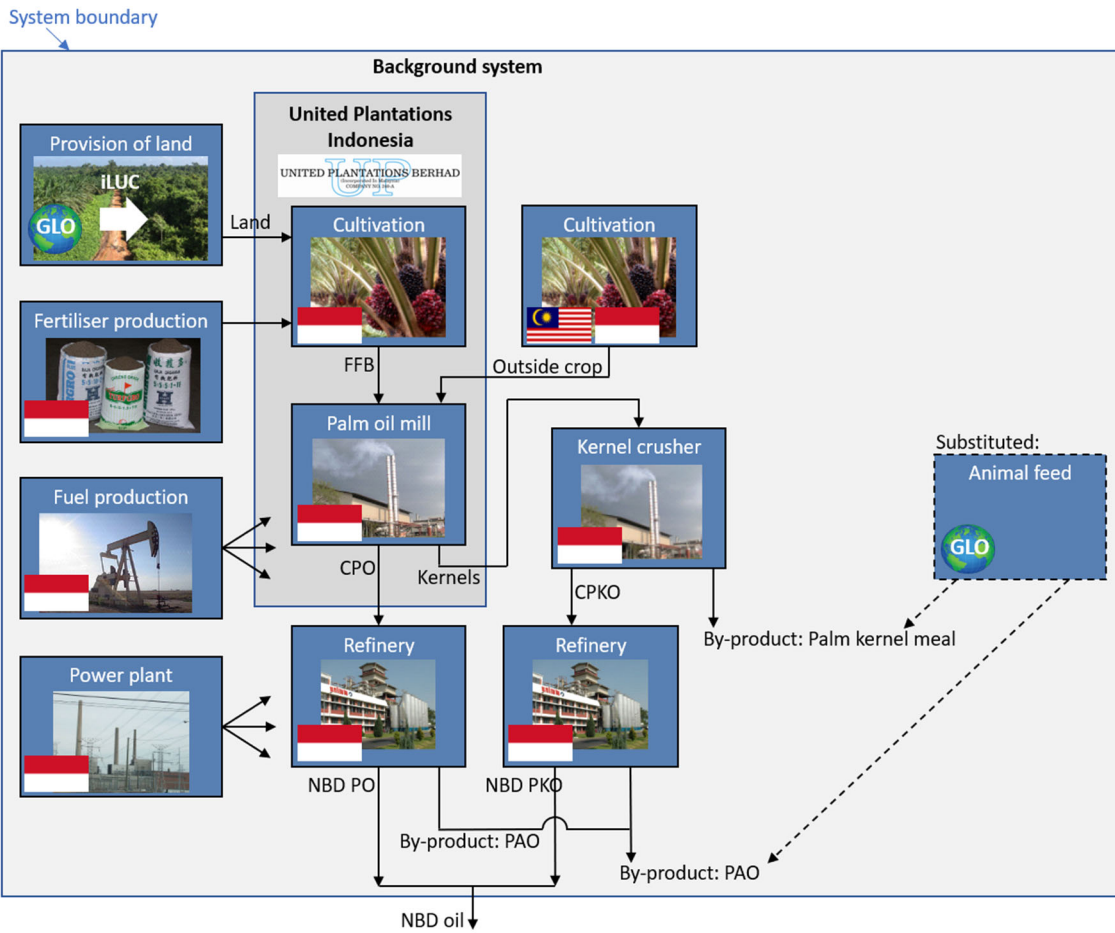 System boundary
Background system
United Plantations
Indonesia
UP
UNITED PLANTATIONS BERHAD
Provision of land
iLUC
GLO
Land
Cultivation
Cultivation
Fertiliser production
FFB
Outside crop
Palm oil mill
Kernel crusher
Substituted:
Animal feed
GLO
Fuel production
CPO
Kernels
CPKO
By-product: Palm kernel meal
Refinery
Refinery
Power plant
NBD PO
NBD PKO
By-product: PAO
By-product: PAO
NBD oil